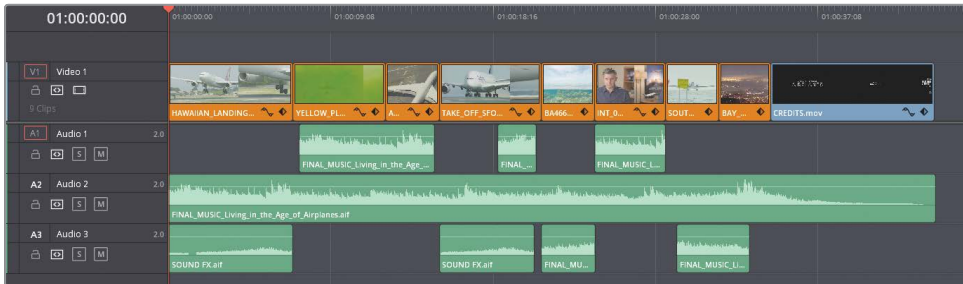 01:00:00:00
01:00:00:00 01:00:09:08 01:00:18:16 01:00:28:00 01:00:37:08
V1 Video 1
9 Clips
HAWAIIAN_LANDING... YELLOW_PL... A... TAKE_OFF_SFO... BA466... INT_0... SOUT... BAY_... CREDITS.mov
A1 Audio 1 2.0
S M
FINAL_MUSIC_Living_in_the_Age_... FINAL_... FINAL_MUSIC_L...
A2 Audio 2 2.0
S M
FINAL_MUSIC_Living_in_the_Age_of_Airplanes.aif
A3 Audio 3 2.0
S M
SOUND FX.aif SOUND FX.aif FINAL_MU... FINAL_MUSIC_Li...